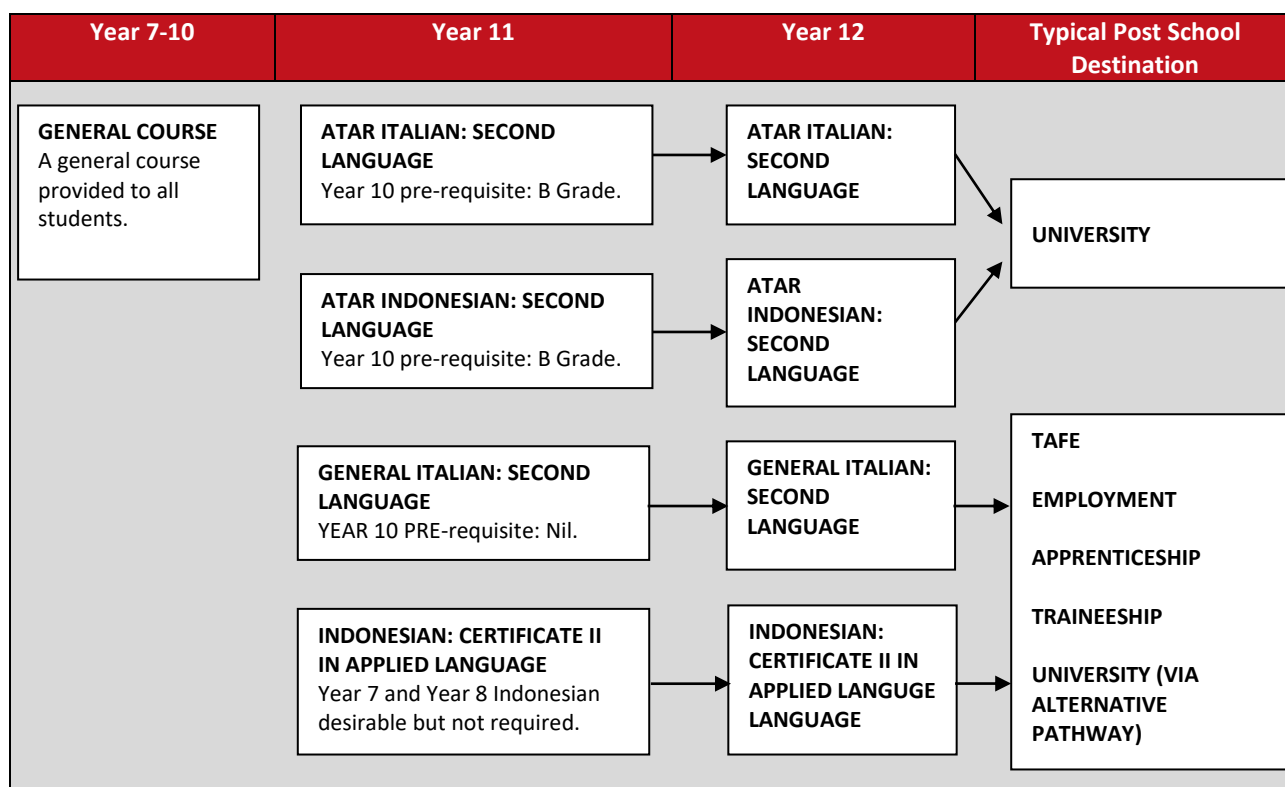 Year 7-10
Year 11
Year 12
Typical Post School
Destination
GENERAL COURSE
A general course
provided to all
students.
ATAR ITALIAN: SECOND
LANGUAGE
Year 10 pre-requisite: B Grade.
ATAR ITALIAN:
SECOND
LANGUAGE
UNIVERSITY
ATAR INDONESIAN: SECOND
LANGUAGE
Year 10 pre-requisite: B Grade.
ATAR
INDONESIAN:
SECOND
LANGUAGE
GENERAL ITALIAN: SECOND
LANGUAGE
YEAR 10 PRE-requisite: Nil.
GENERAL ITALIAN:
SECOND
LANGUAGE
TAFE
EMPLOYMENT
APPRENTICESHIP
TRAINEESHIP
UNIVERSITY (VIA
ALTERNATIVE
PATHWAY)
INDONESIAN: CERTIFICATE II
IN APPLIED LANGUAGE
Year 7 and Year 8 Indonesian
desirable but not required.
INDONESIAN:
CERTIFICATE II IN
APPLIED LANGUGE
LANGUAGE